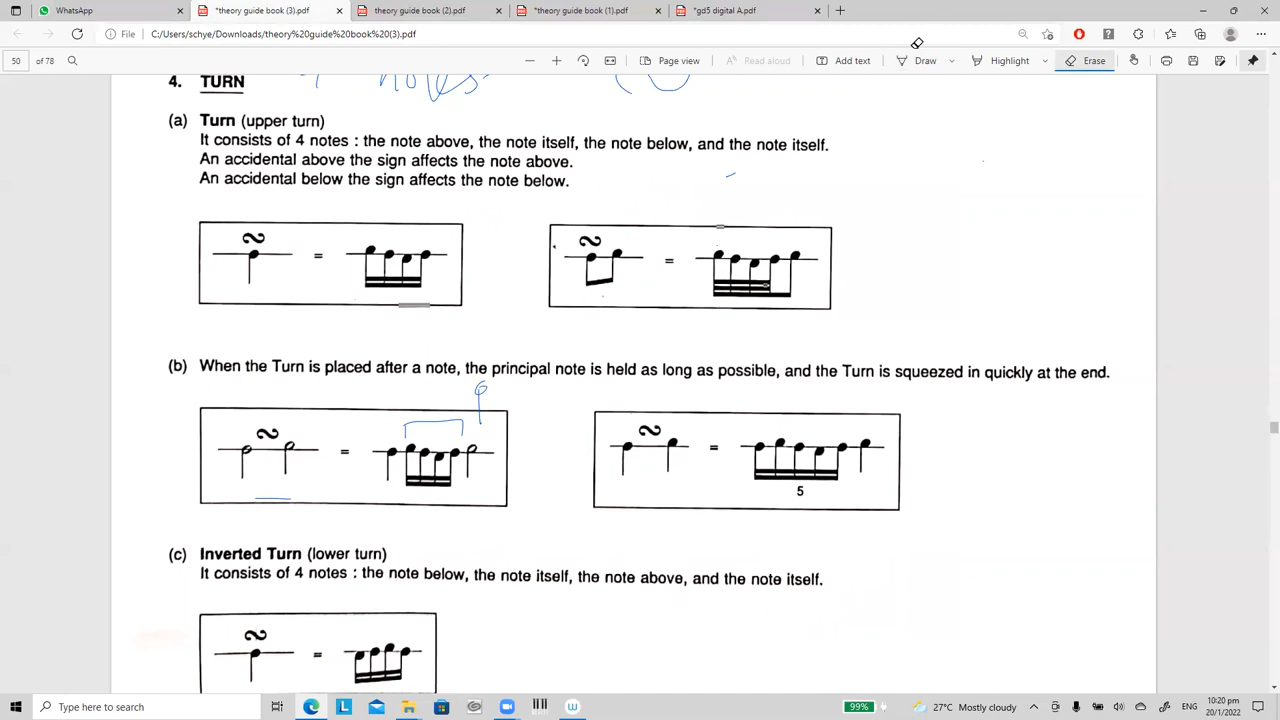 WhatsApp
*theory guide book (3).pdf
theory guide book (2).pdf
*theory guide book (1).pdf
*gd5 digital A.pdf
File C:/Users/schye/Downloads/theory%20guide%20book%20(3).pdf
50 of 78 Page view Read aloud Add text Draw Highlight Erase
notes
4. TURN
(a) Turn (upper turn)
It consists of 4 notes : the note above, the note itself, the note below, and the note itself.
An accidental above the sign affects the note above.
An accidental below the sign affects the note below.
= =
(b) When the Turn is placed after a note, the principal note is held as long as possible, and the Turn is squeezed in quickly at the end.
= =
5
(c) Inverted Turn (lower turn)
It consists of 4 notes : the note below, the note itself, the note above, and the note itself.
=
Type here to search
99% 27°C Mostly cloudy ENG 10:20 pm
20/1/2022